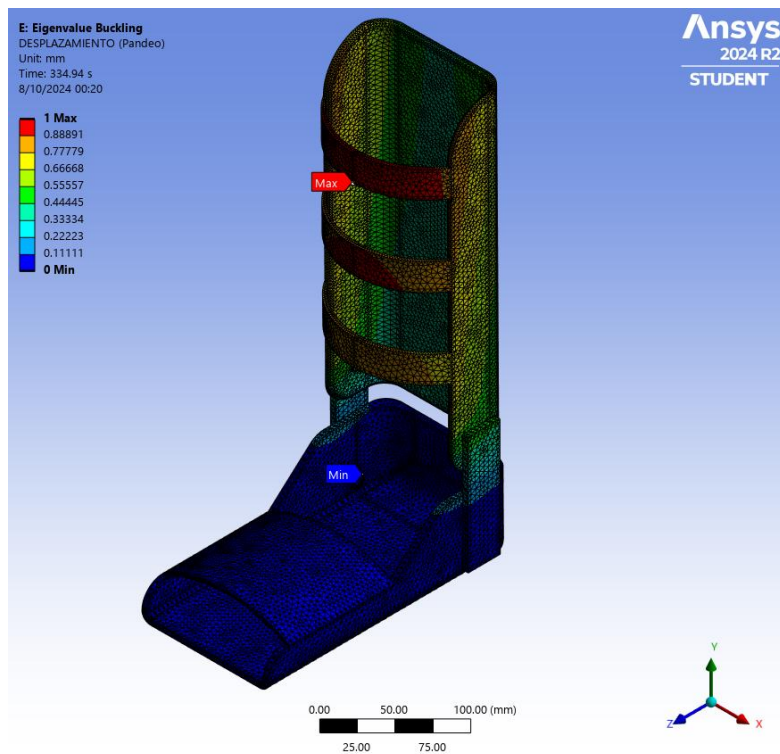 E: Eigenvalue Buckling
DESPLAZAMIENTO (Pandeo)
Unit: mm
Time: 334.94 s
8/10/2024 00:20
1 Max
0.88891
0.77779
0.66668
0.55557
0.44445
0.33334
0.22223
0.11111
0 Min
Ansys
2024 R2
STUDENT
Max
Min
0.00 50.00 100.00 (mm)
25.00 75.00
Y
Z X